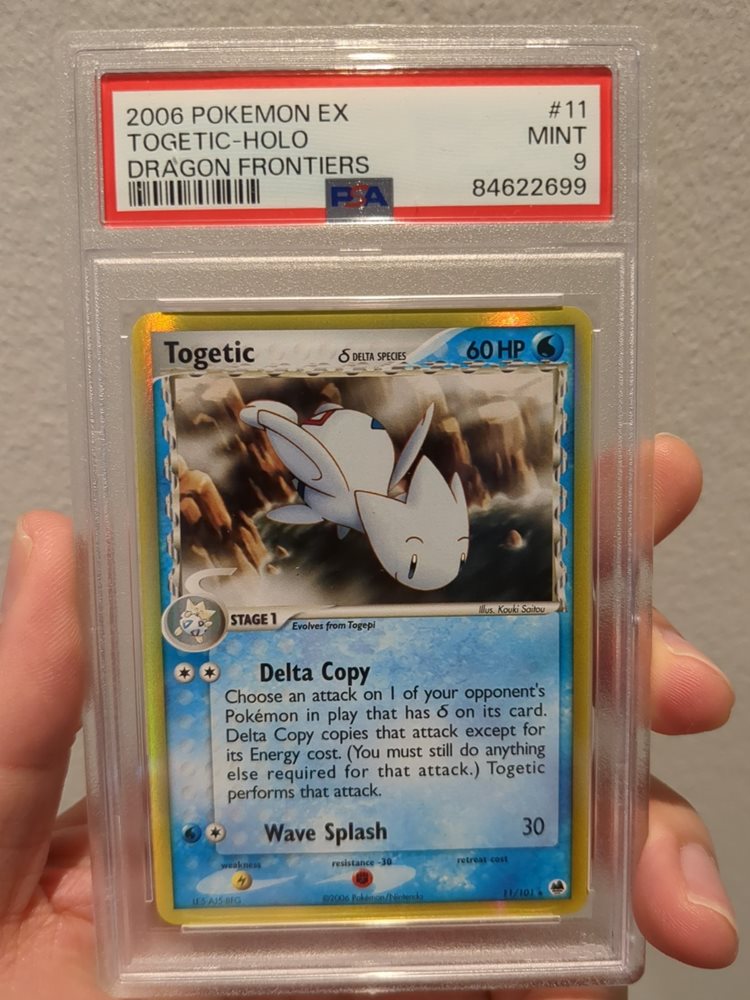 2006 POKEMON EX #11
TOGETIC-HOLO MINT
DRAGON FRONTIERS 9
PSA 84622699
Togetic δ DELTA SPECIES 60 HP
Illus. Kouki Saitou
STAGE 1 Evolves from Togepi
Delta Copy
Choose an attack on 1 of your opponent's
Pokémon in play that has δ on its card.
Delta Copy copies that attack except for
its Energy cost. (You must still do anything
else required for that attack.) Togetic
performs that attack.
Wave Splash 30
weakness resistance -30 retreat cost
©2006 Pokémon/Nintendo 11/101 ★